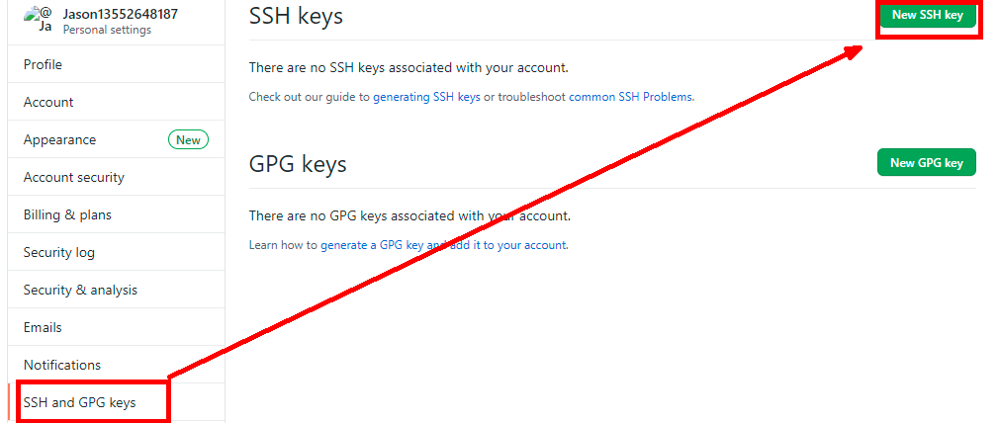 @
Ja
Jason13552648187
Personal settings
Profile
Account
Appearance New
Account security
Billing & plans
Security log
Security & analysis
Emails
Notifications
SSH and GPG keys
SSH keys
New SSH key
There are no SSH keys associated with your account.
Check out our guide to generating SSH keys or troubleshoot common SSH Problems.
GPG keys
New GPG key
There are no GPG keys associated with your account.
Learn how to generate a GPG key and add it to your account.